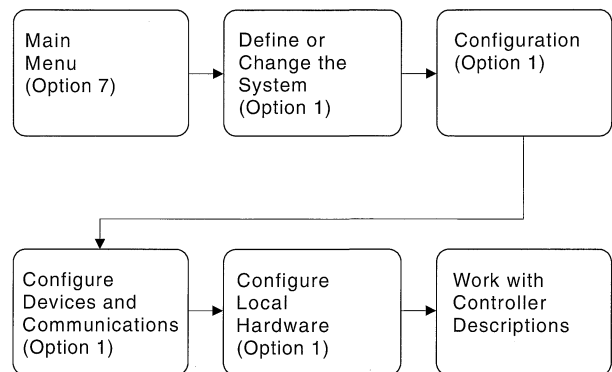 Main
Menu
(Option 7)
Define or
Change the
System
(Option 1)
Configuration
(Option 1)
Configure
Devices and
Communications
(Option 1)
Configure
Local
Hardware
(Option 1)
Work with
Controller
Descriptions